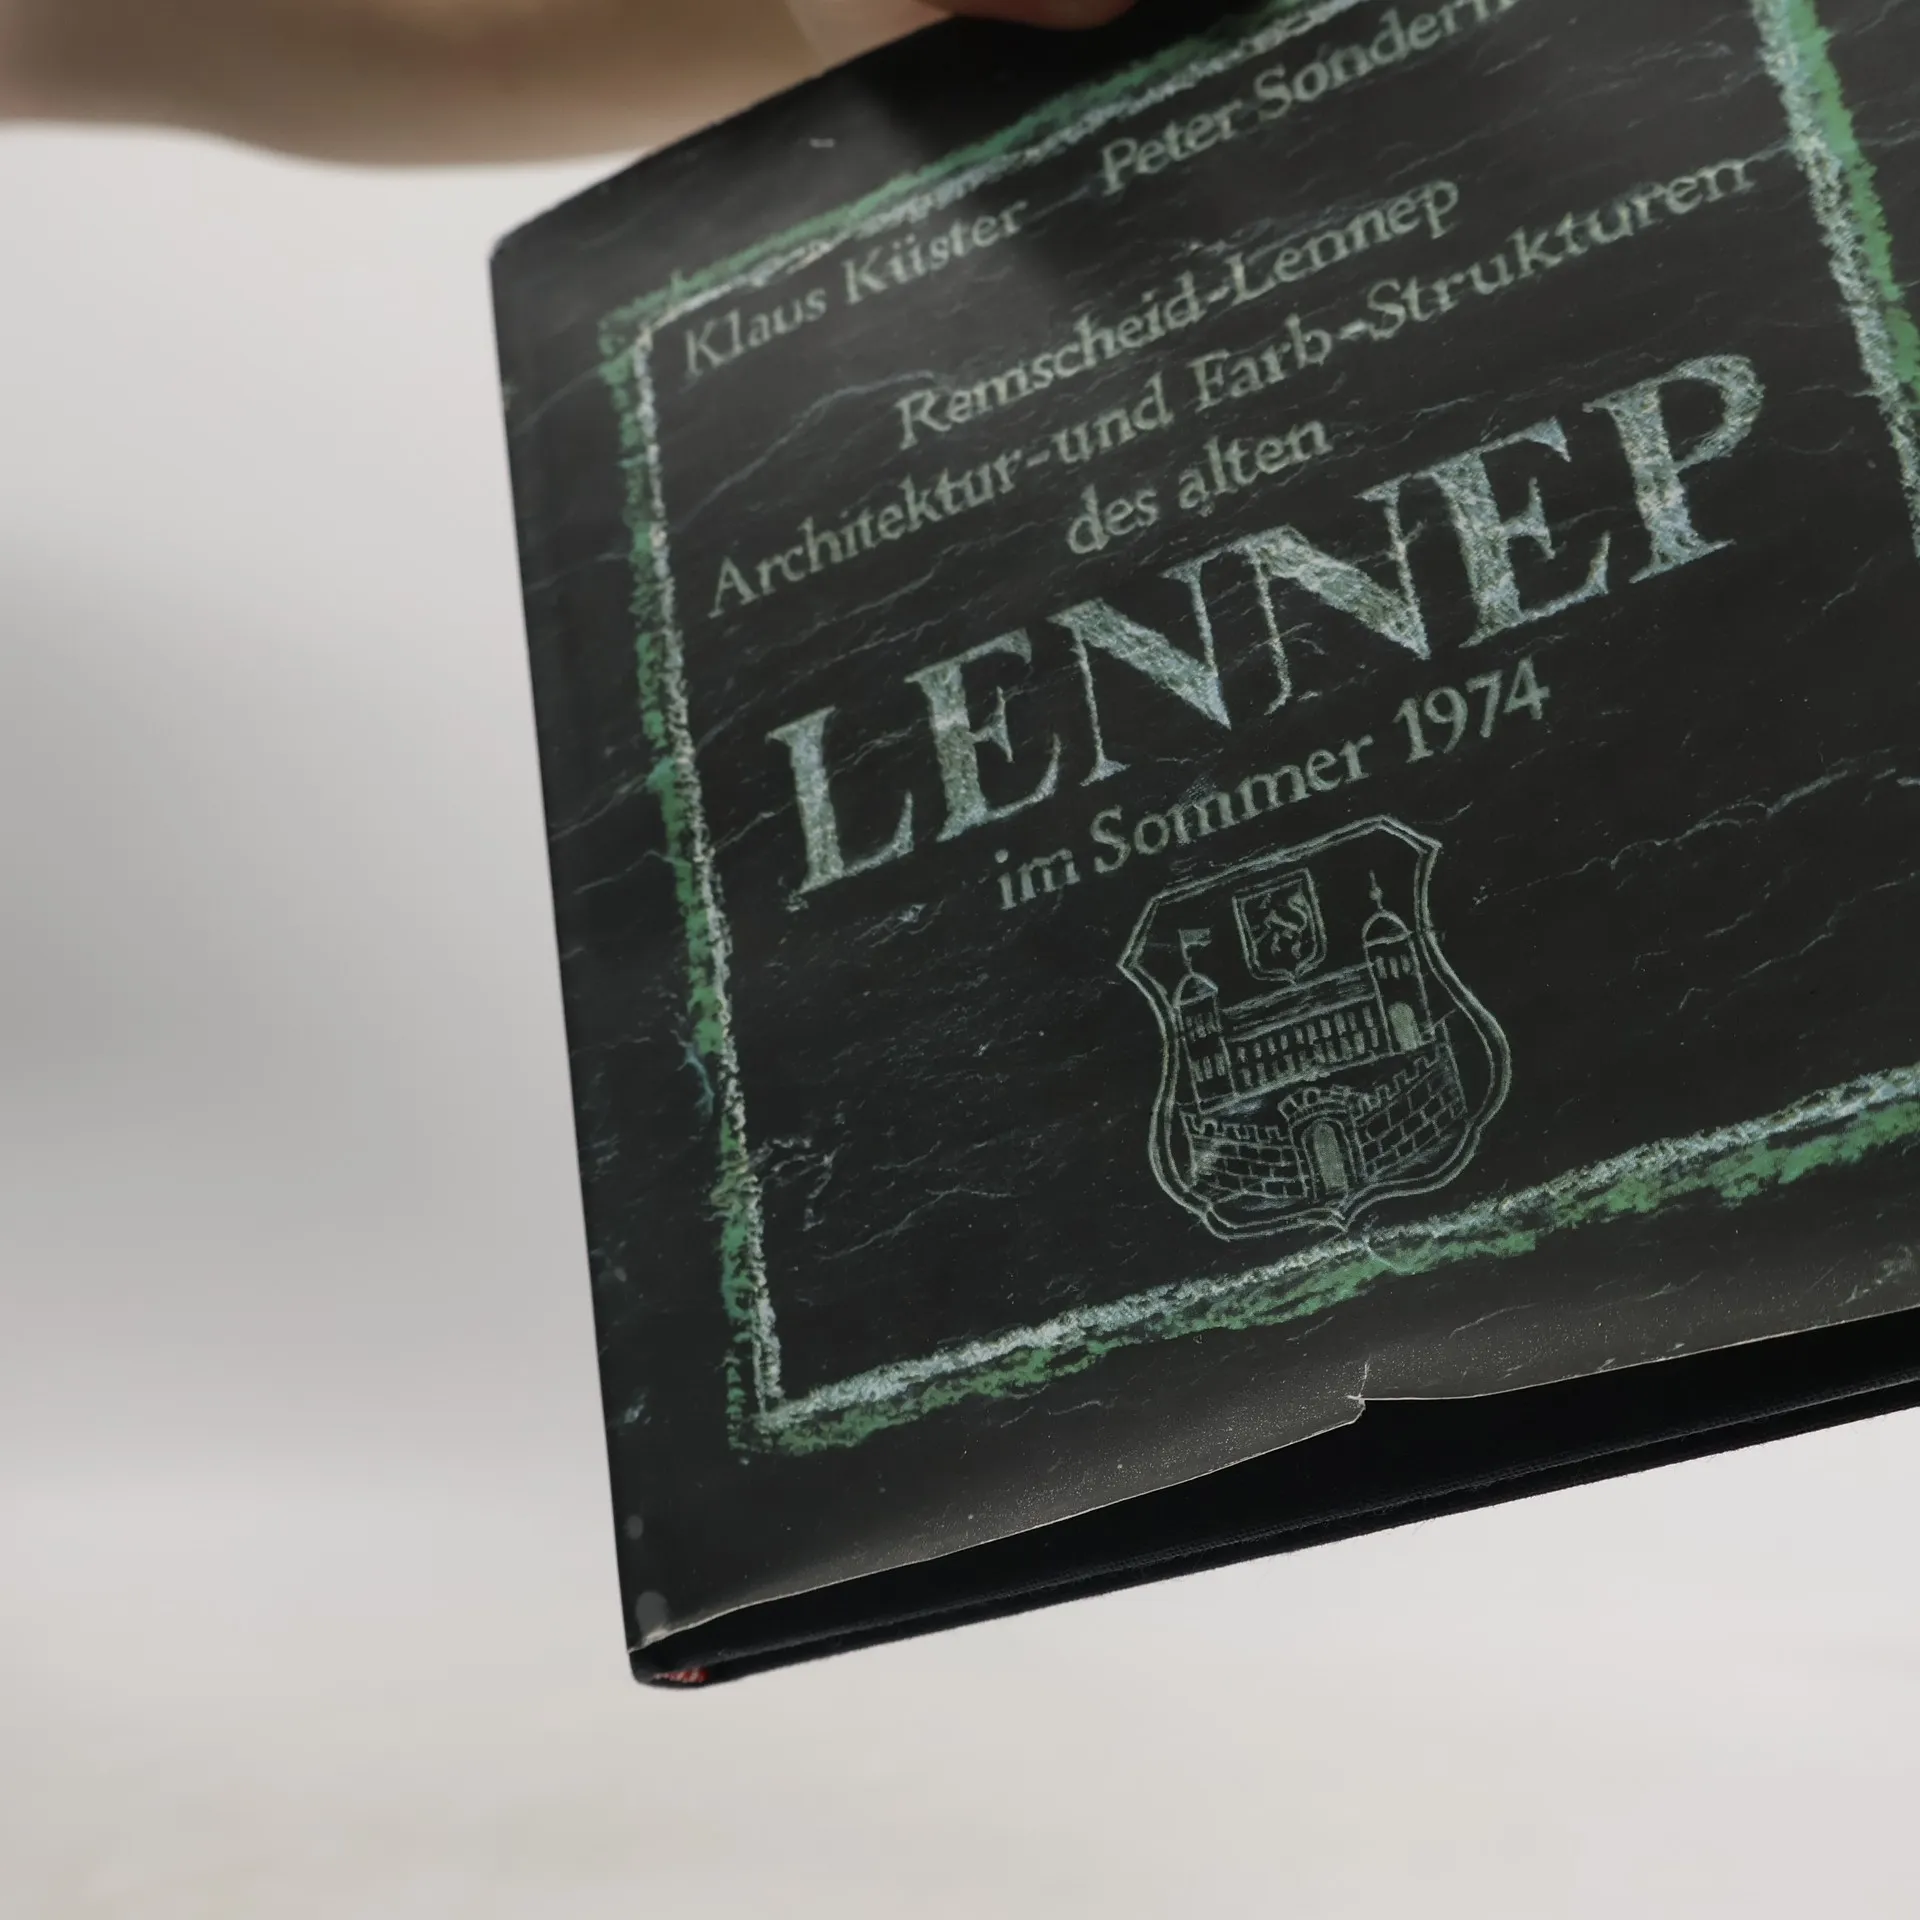 Klaus Küster Peter Sondern
Remscheid-Lennep
Architektur-und Farb-Strukturen
des alten
LENNEP
im Sommer 1974